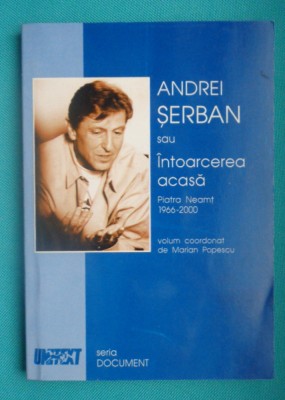 ANDREI
ȘERBAN
sau
Întoarcerea
acasă
Piatra Neamț
1966-2000
volum coordonat
de Marian Popescu
seria
DOCUMENT